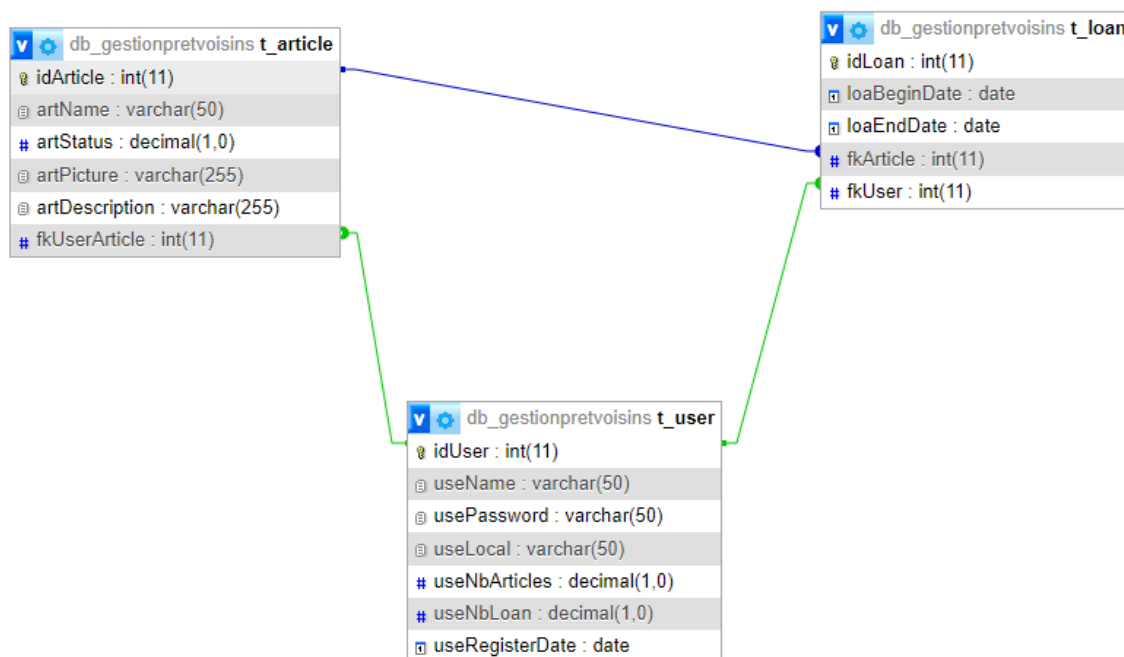 db_gestionpretvoisins t_article
idArticle : int(11)
artName : varchar(50)
artStatus : decimal(1,0)
artPicture : varchar(255)
artDescription : varchar(255)
fkUserArticle : int(11)
db_gestionpretvoisins t_loan
idLoan : int(11)
loaBeginDate : date
loaEndDate : date
fkArticle : int(11)
fkUser : int(11)
db_gestionpretvoisins t_user
idUser : int(11)
useName : varchar(50)
usePassword : varchar(50)
useLocal : varchar(50)
useNbArticles : decimal(1,0)
useNbLoan : decimal(1,0)
useRegisterDate : date